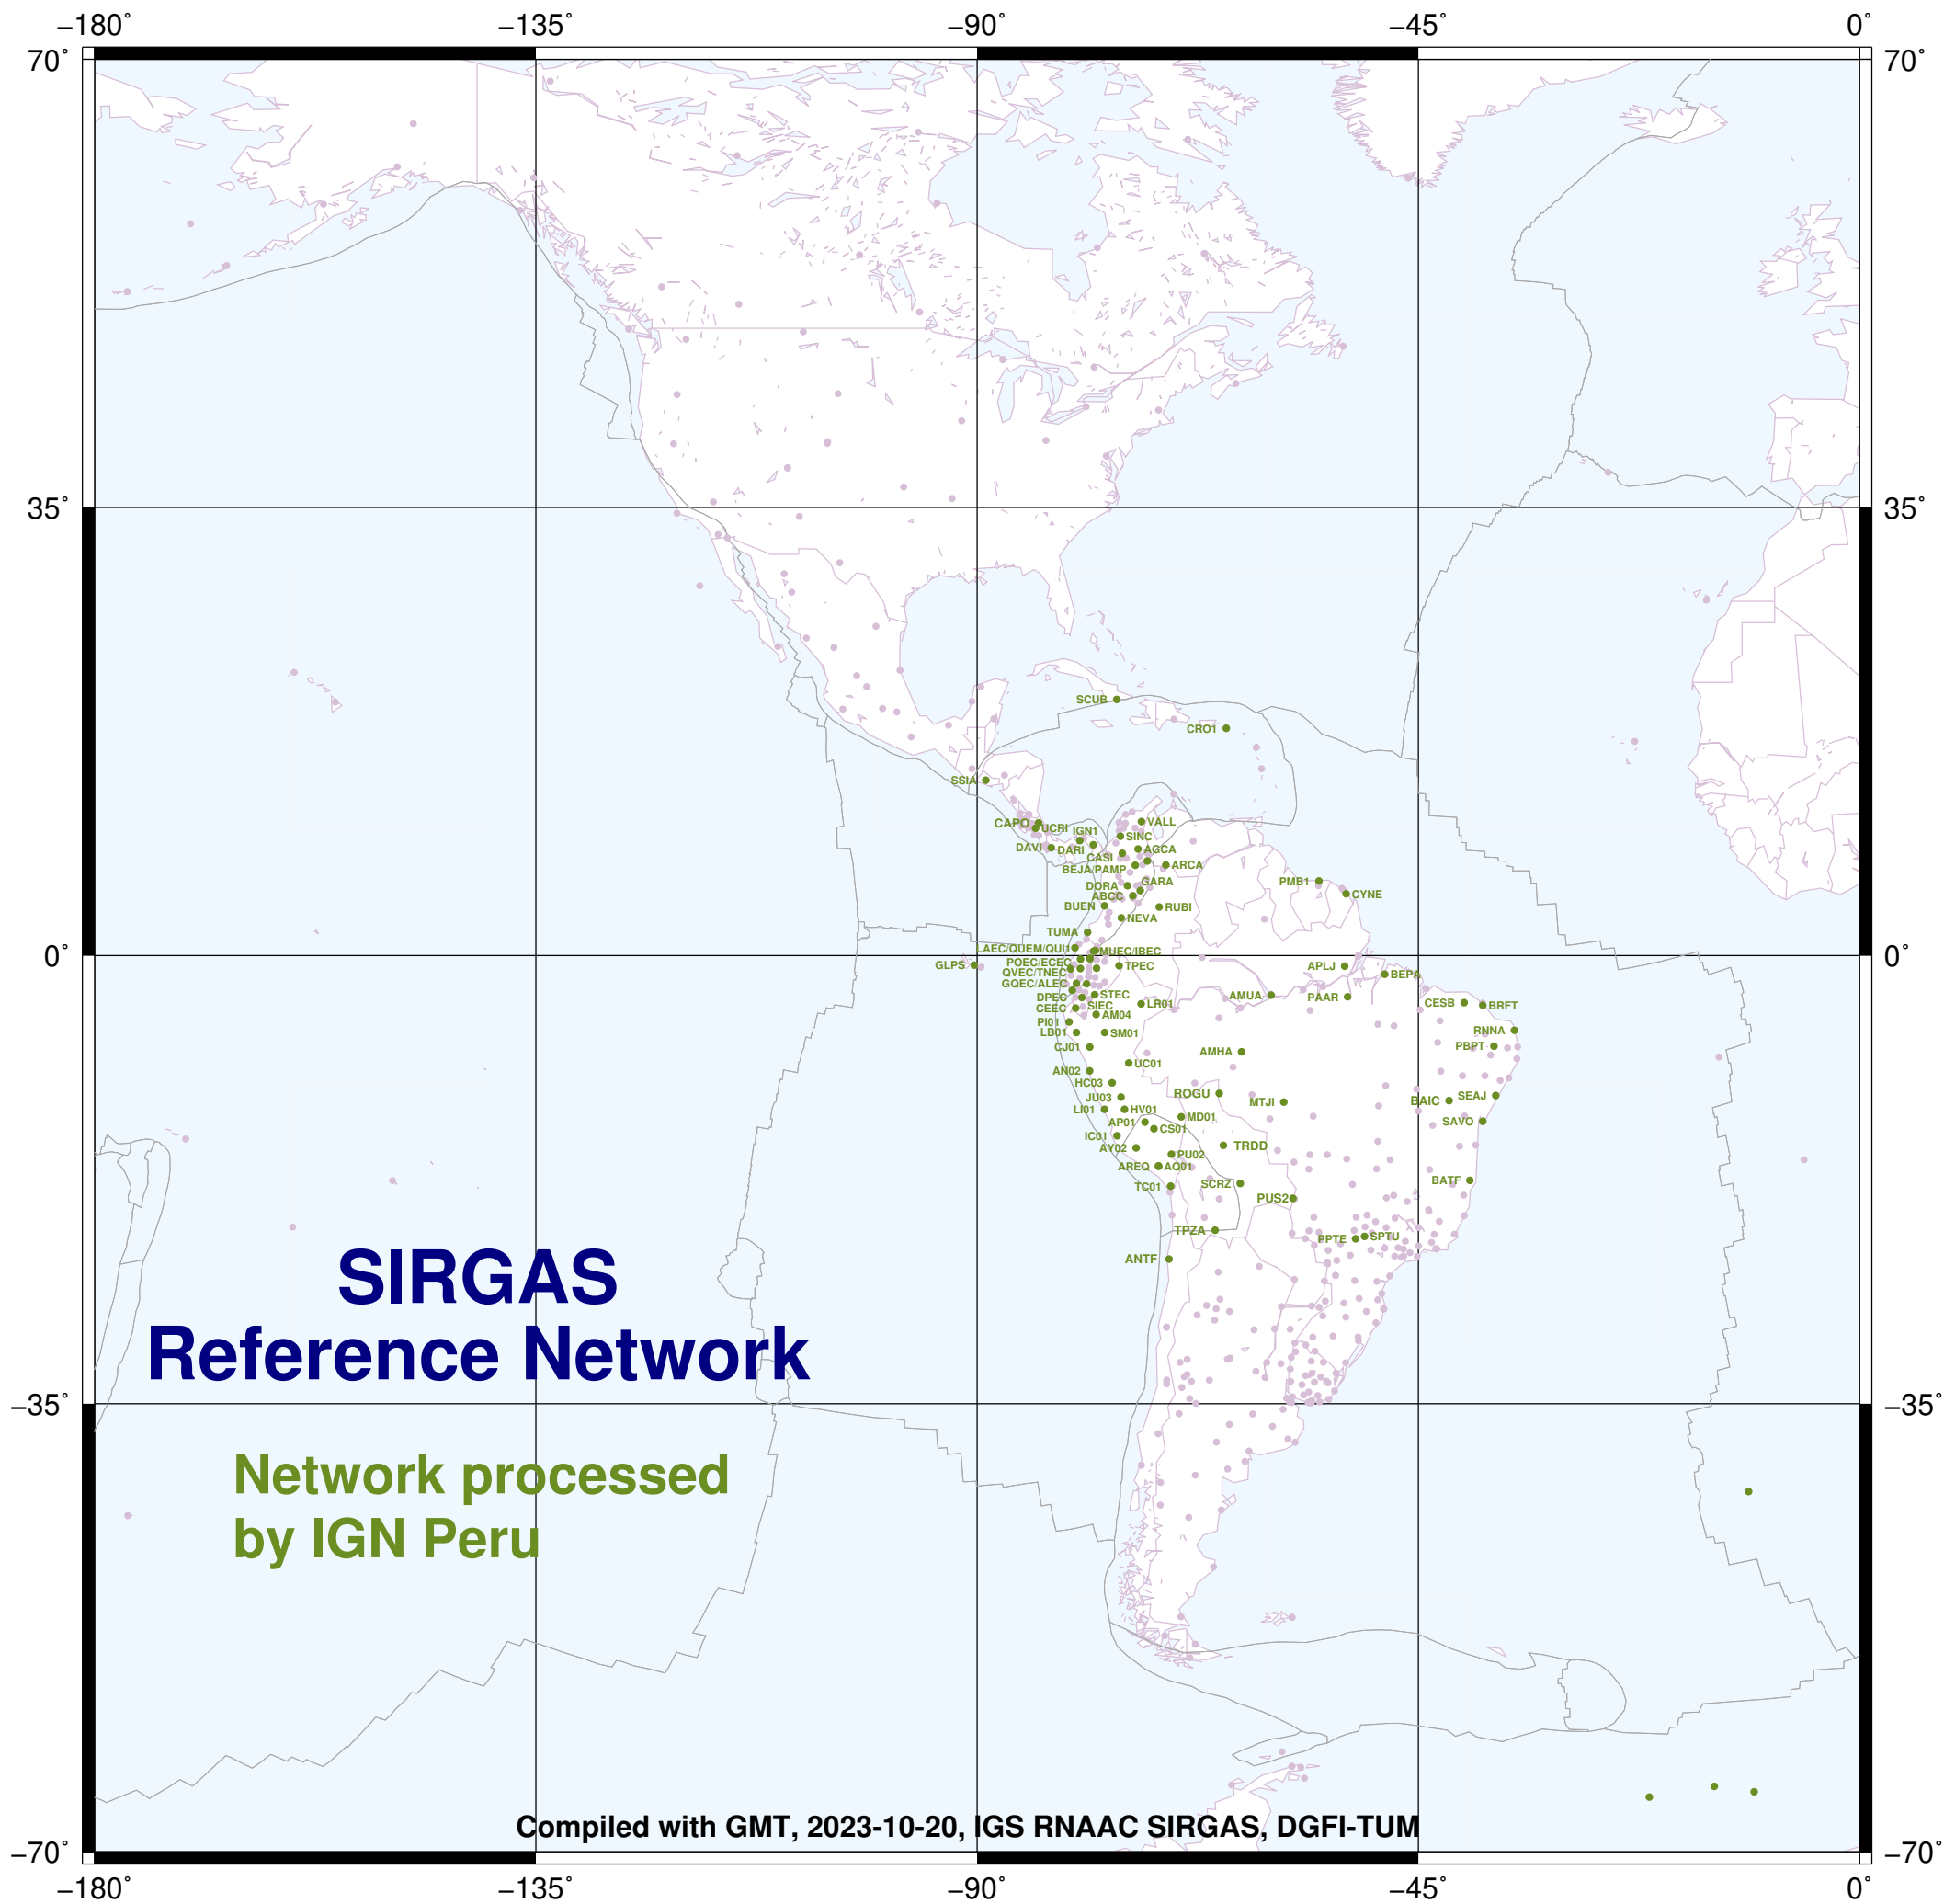 −180˚ −135˚ −90˚ −45˚ 0˚
70˚ 70˚
35˚ 35˚
SCUB
CRO1
SSIA
CAPO UCRI IGN1 VALL
SINC
DAVI DARI AGCA
CASI
BEJA/PAMP ARCA
DORA GARA PMB1
ABCC CYNE
BUEN RUBI
NEVA
TUMA
LAEC/QUEM/QUI1 MUEC/IBEC
0˚ 0˚
GLPS POEC/ECEC TPEC APLJ
QVEC/TNEC BEPA
GQEC/ALEC
DPEC STEC AMUA PAAR
CEEC SIEC LR01 CESB BRFT
AM04
PI01
LB01 SM01 RNNA
CJ01 AMHA PBPT
UC01
AN02
HC03
JU03 ROGU MTJI BAIC SEAJ
LI01 HV01
AP01 MD01 SAVO
IC01 CS01
AY02 TRDD
PU02
AREQ AQ01
TC01 SCRZ BATF
PUS2
TPZA PPTE SPTU
ANTF
SIRGAS
Reference Network
−35˚ −35˚
Network processed
by IGN Peru
Compiled with GMT, 2023-10-20, IGS RNAAC SIRGAS, DGFI-TUM
−70˚ −70˚
−180˚ −135˚ −90˚ −45˚ 0˚